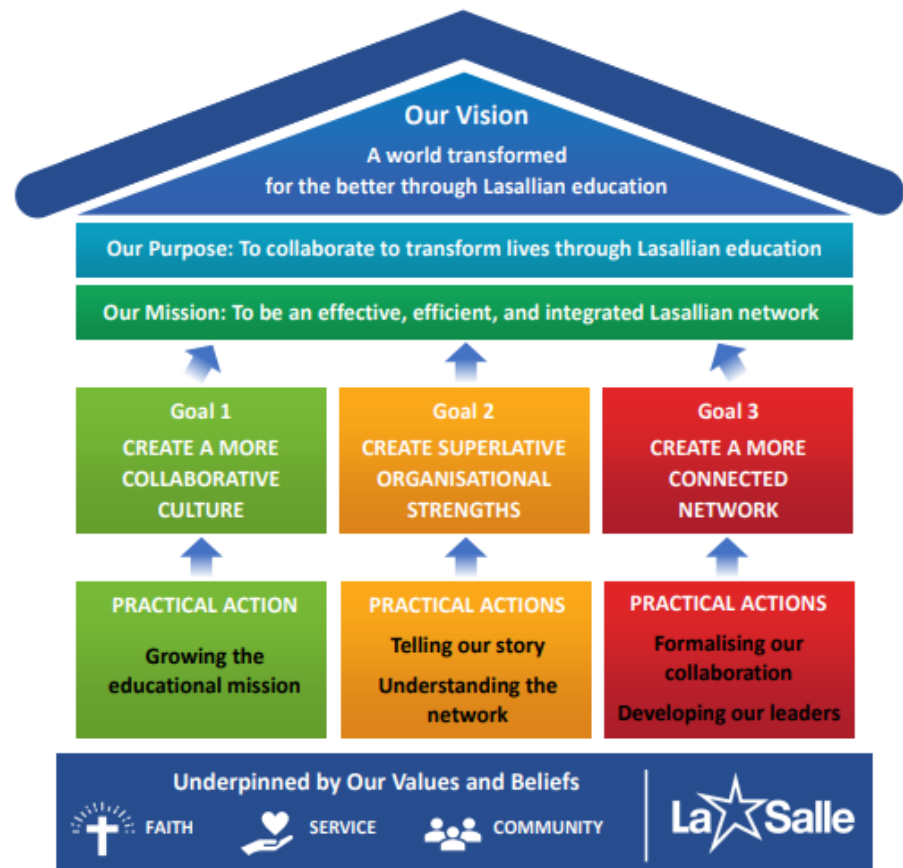 Our Vision
A world transformed
for the better through Lasallian education
Our Purpose: To collaborate to transform lives through Lasallian education
Our Mission: To be an effective, efficient, and integrated Lasallian network
Goal 1
CREATE A MORE
COLLABORATIVE
CULTURE
Goal 2
CREATE SUPERLATIVE
ORGANISATIONAL
STRENGTHS
Goal 3
CREATE A MORE
CONNECTED
NETWORK
PRACTICAL ACTION
Growing the
educational mission
PRACTICAL ACTIONS
Telling our story
Understanding the
network
PRACTICAL ACTIONS
Formalising our
collaboration
Developing our leaders
Underpinned by Our Values and Beliefs
FAITH
SERVICE
COMMUNITY
La Salle